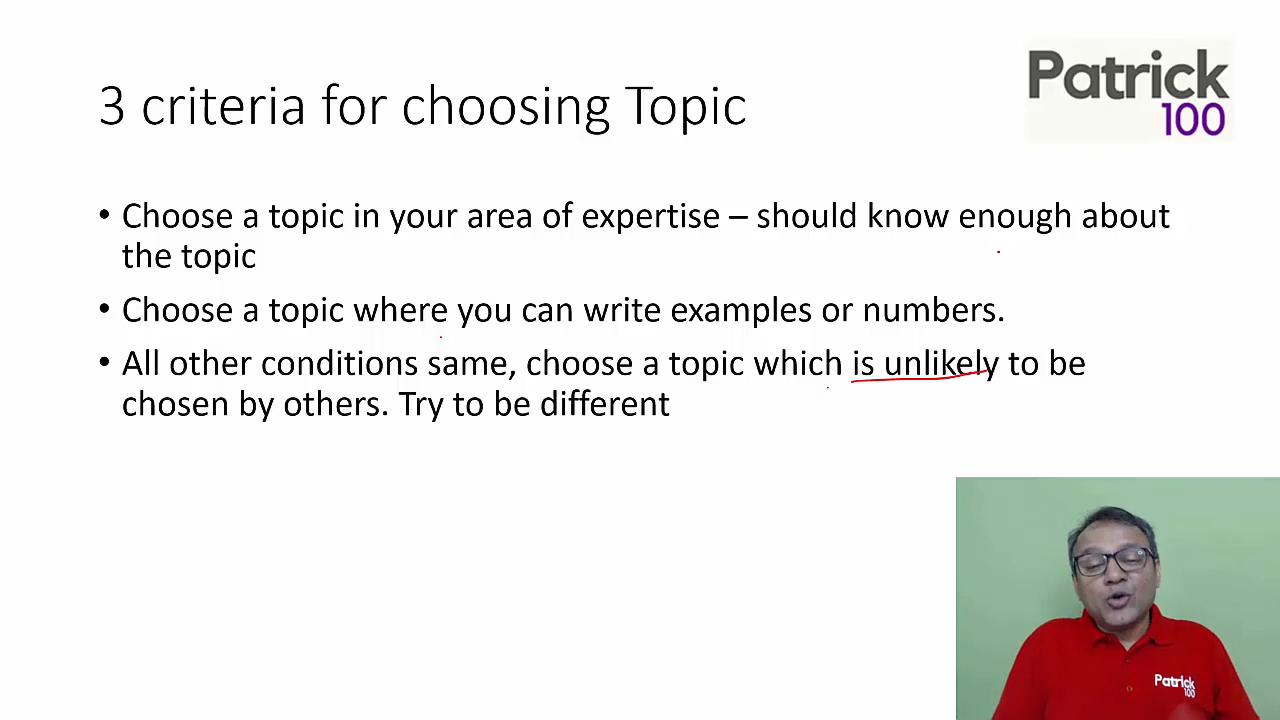 Patrick
100
3 criteria for choosing Topic
• Choose a topic in your area of expertise – should know enough about
the topic
• Choose a topic where you can write examples or numbers.
• All other conditions same, choose a topic which is unlikely to be
chosen by others. Try to be different
Patrick
100